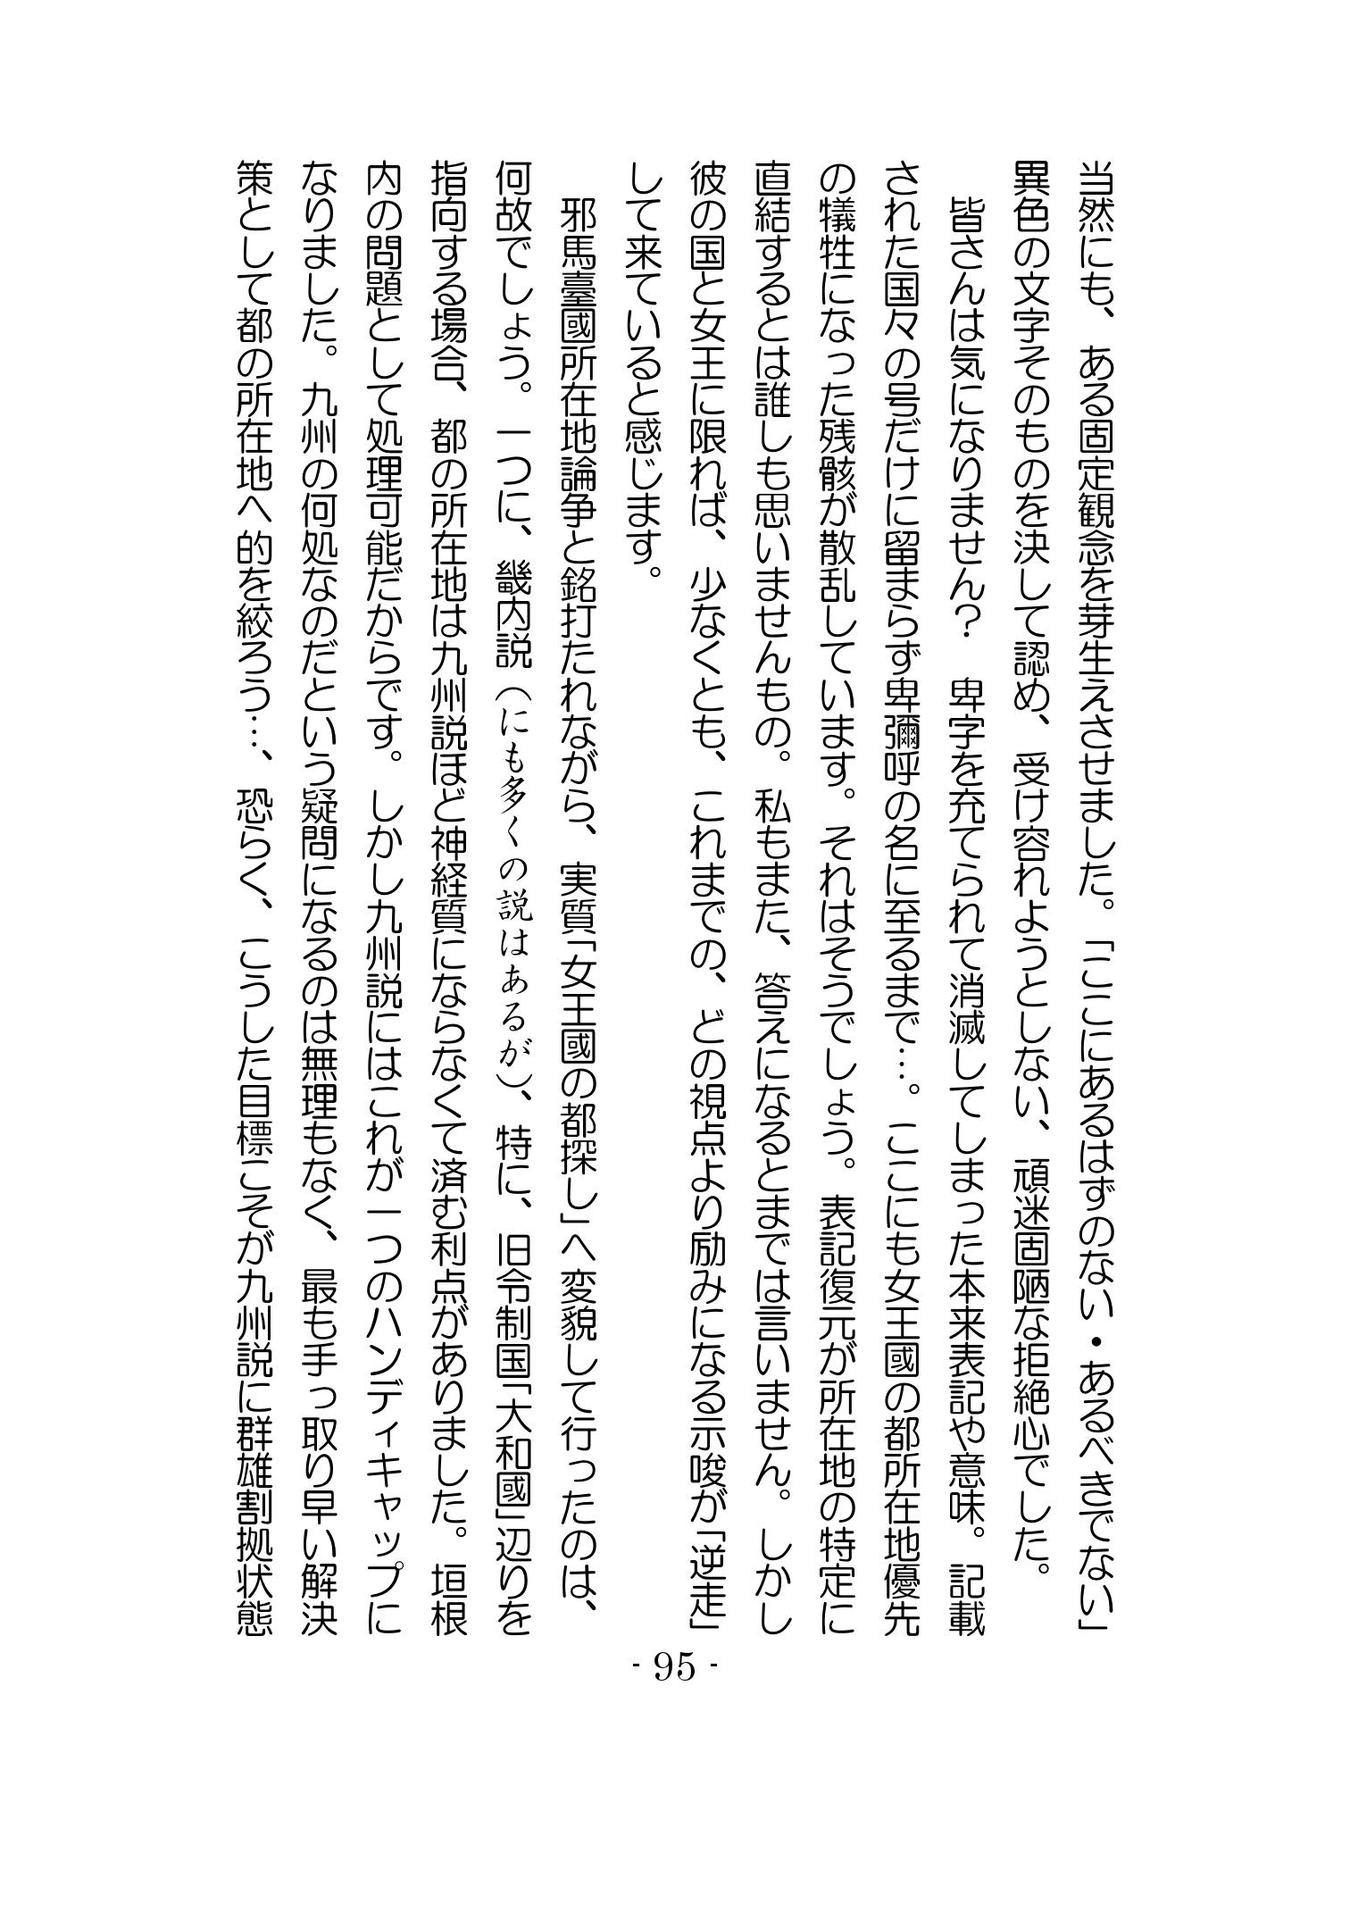 当然にも、ある固定観念を芽生えさせました。「ここにあるはずのない・あるべきでない」
異色の文字そのものを決して認め、受け容れようとしない、頑迷固陋な拒絶心でした。
　皆さんは気になりません？　卑字を充てられて消滅してしまった本来表記や意味。記載
された国々の号だけに留まらず卑彌呼の名に至るまで…。ここにも女王國の都所在地優先
の犠牲になった残骸が散乱しています。それはそうでしょう。表記復元が所在地の特定に
直結するとは誰しも思いませんもの。私もまた、答えになるとまでは言いません。しかし
彼の国と女王に限れば、少なくとも、これまでの、どの視点より励みになる示唆が「逆走」
して来ていると感じます。
　邪馬臺國所在地論争と銘打たれながら、実質「女王國の都探し」へ変貌して行ったのは、
何故でしょう。一つに、畿内説（にも多くの説はあるが）、特に、旧令制国「大和國」辺りを
指向する場合、都の所在地は九州説ほど神経質にならなくて済む利点がありました。垣根
内の問題として処理可能だからです。しかし九州説にはこれが一つのハンディキャップに
なりました。九州の何処なのだという疑問になるのは無理もなく、最も手っ取り早い解決
策として都の所在地へ的を絞ろう…、恐らく、こうした目標こそが九州説に群雄割拠状態
- 95 -